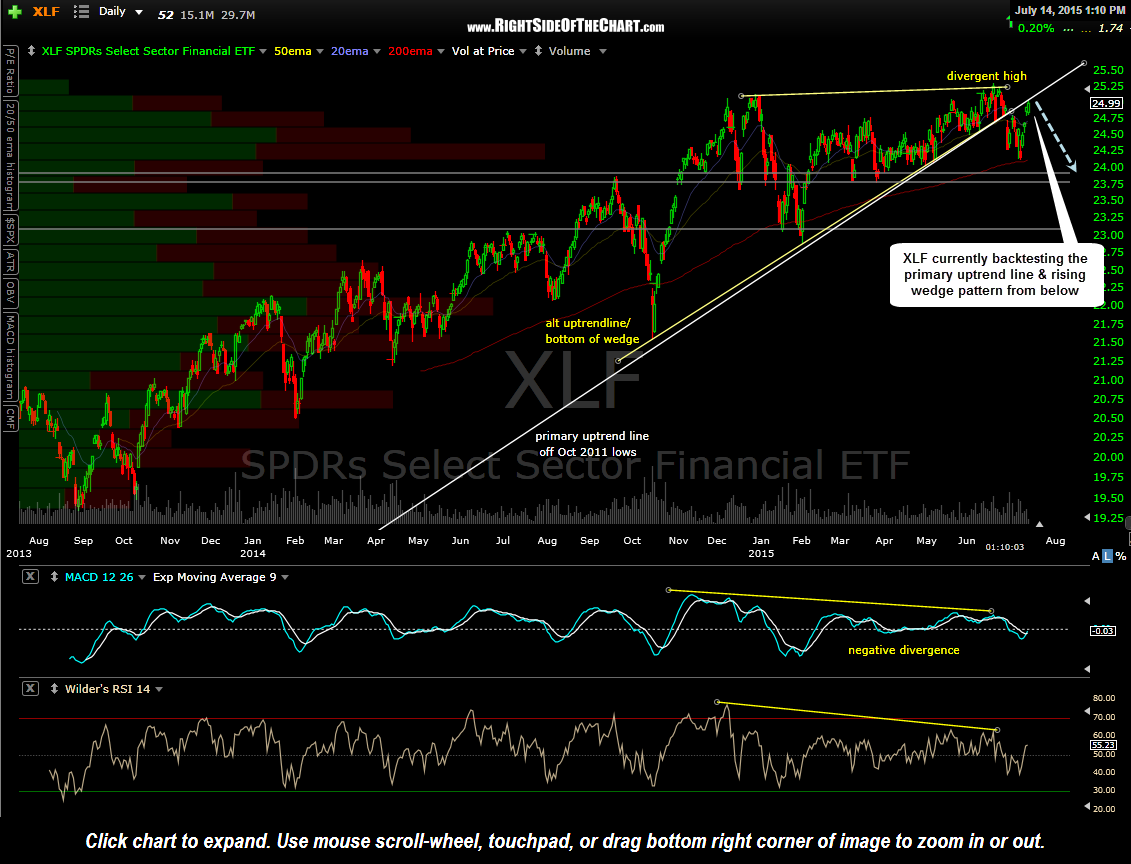 XLF Daily 52 15.1M 29.7M
www.RIGHTSIDEOFTHECHART.com
July 14, 2015 1:10 PM
0.20% ... ... 1.74
XLF SPDRs Select Sector Financial ETF 50ema 20ema 200ema Vol at Price Volume
P/E Ratio
20/50 ema histogram
$SPX
ATR
OBV
MACD histogram
CMF
divergent high
25.50
25.25
24.99
24.75
24.50
24.25
24.00
23.75
23.50
23.25
23.00
XLF currently backtesting the
primary uptrend line & rising
wedge pattern from below
22.50
22.25
22.00
21.75
21.50
21.25
21.00
20.75
20.50
20.25
20.00
19.75
19.50
19.25
alt uptrendline/
bottom of wedge
XLF
primary uptrend line
off Oct 2011 lows
SPDRs Select Sector Financial ETF
Aug Sep Oct Nov Dec Jan Feb Mar Apr May Jun Jul Aug Sep Oct Nov Dec Jan Feb Mar Apr May Jun Aug
2013 2014 2015 01:10:03
A L %
X MACD 12 26 Exp Moving Average 9
-0.03
negative divergence
X Wilder's RSI 14
80.00
70.00
60.00
55.23
50.00
40.00
30.00
20.00
Click chart to expand. Use mouse scroll-wheel, touchpad, or drag bottom right corner of image to zoom in or out.